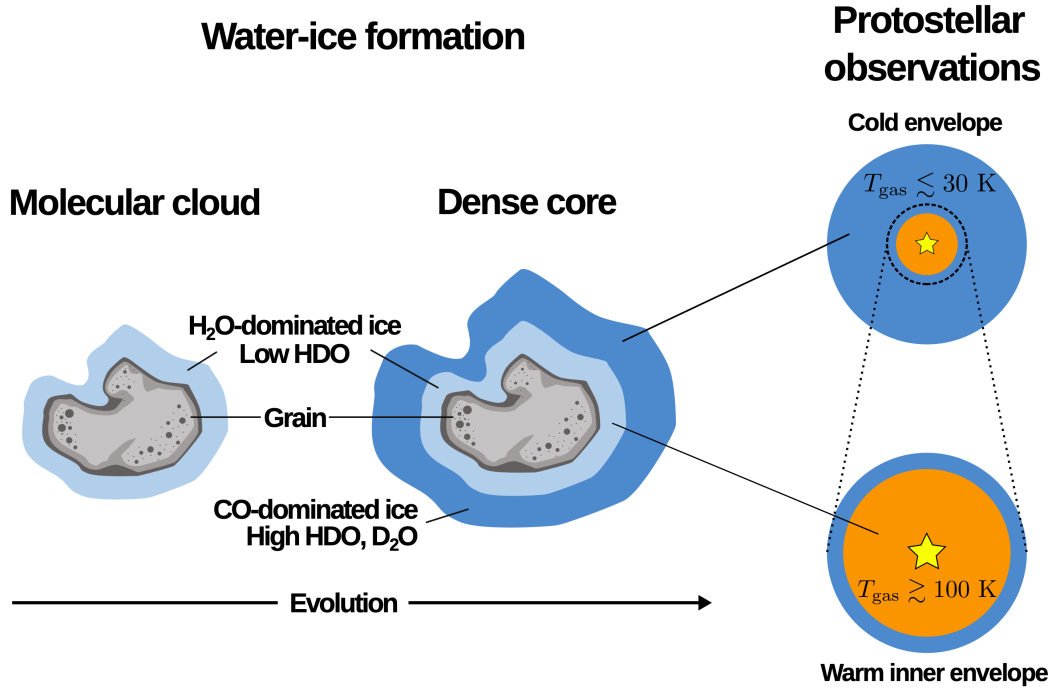 Water-ice formation
Protostellar
observations
Cold envelope
T_gas ≲ 30 K
Molecular cloud
Dense core
H₂O-dominated ice
Low HDO
Grain
CO-dominated ice
High HDO, D₂O
T_gas ≳ 100 K
Evolution
Warm inner envelope